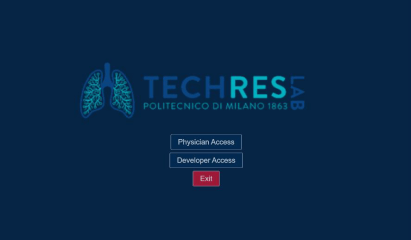 TECHRES LAB
POLITECNICO DI MILANO 1863
Physician Access
Developer Access
Exit